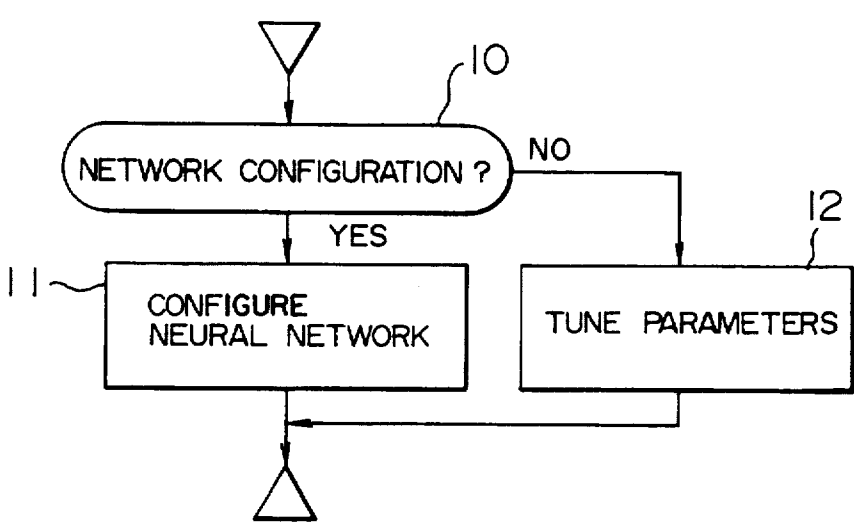 10
NETWORK CONFIGURATION ?
NO
YES
12
11
CONFIGURE
NEURAL NETWORK
TUNE PARAMETERS